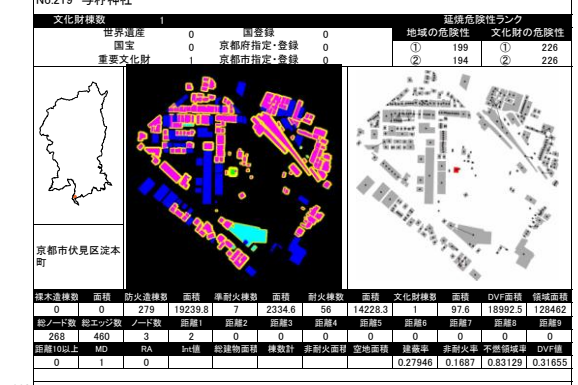 No.219 与杼神社
文化財棟数 1 延焼危険性ランク
世界遺産 0 国登録 0 地域の危険性 文化財の危険性
国宝 0 京都府指定・登録 0 ① 199 ① 226
重要文化財 1 京都市指定・登録 0 ② 194 ② 226
京都市伏見区淀本
町
裸木造棟数 面積 防火造棟数 面積 準耐火棟数 面積 耐火棟数 面積 文化財棟数 面積 DVF面積 領域面積
0 0 279 19239.8 7 2334.6 56 14228.3 1 97.6 18992.5 128462
総ノード数 総エッジ数 ノード数 距離1 距離2 距離3 距離4 距離5 距離6 距離7 距離8 距離9
268 460 3 2 0 0 0 0 0 0 0 0
距離10以上 MD RA Int値 総建物面積 棟数計 非耐火面積 空地面積 建蔽率 非耐火率 不燃領域率 DVF値
0 1 0 0.27946 0.1687 0.83129 0.31655